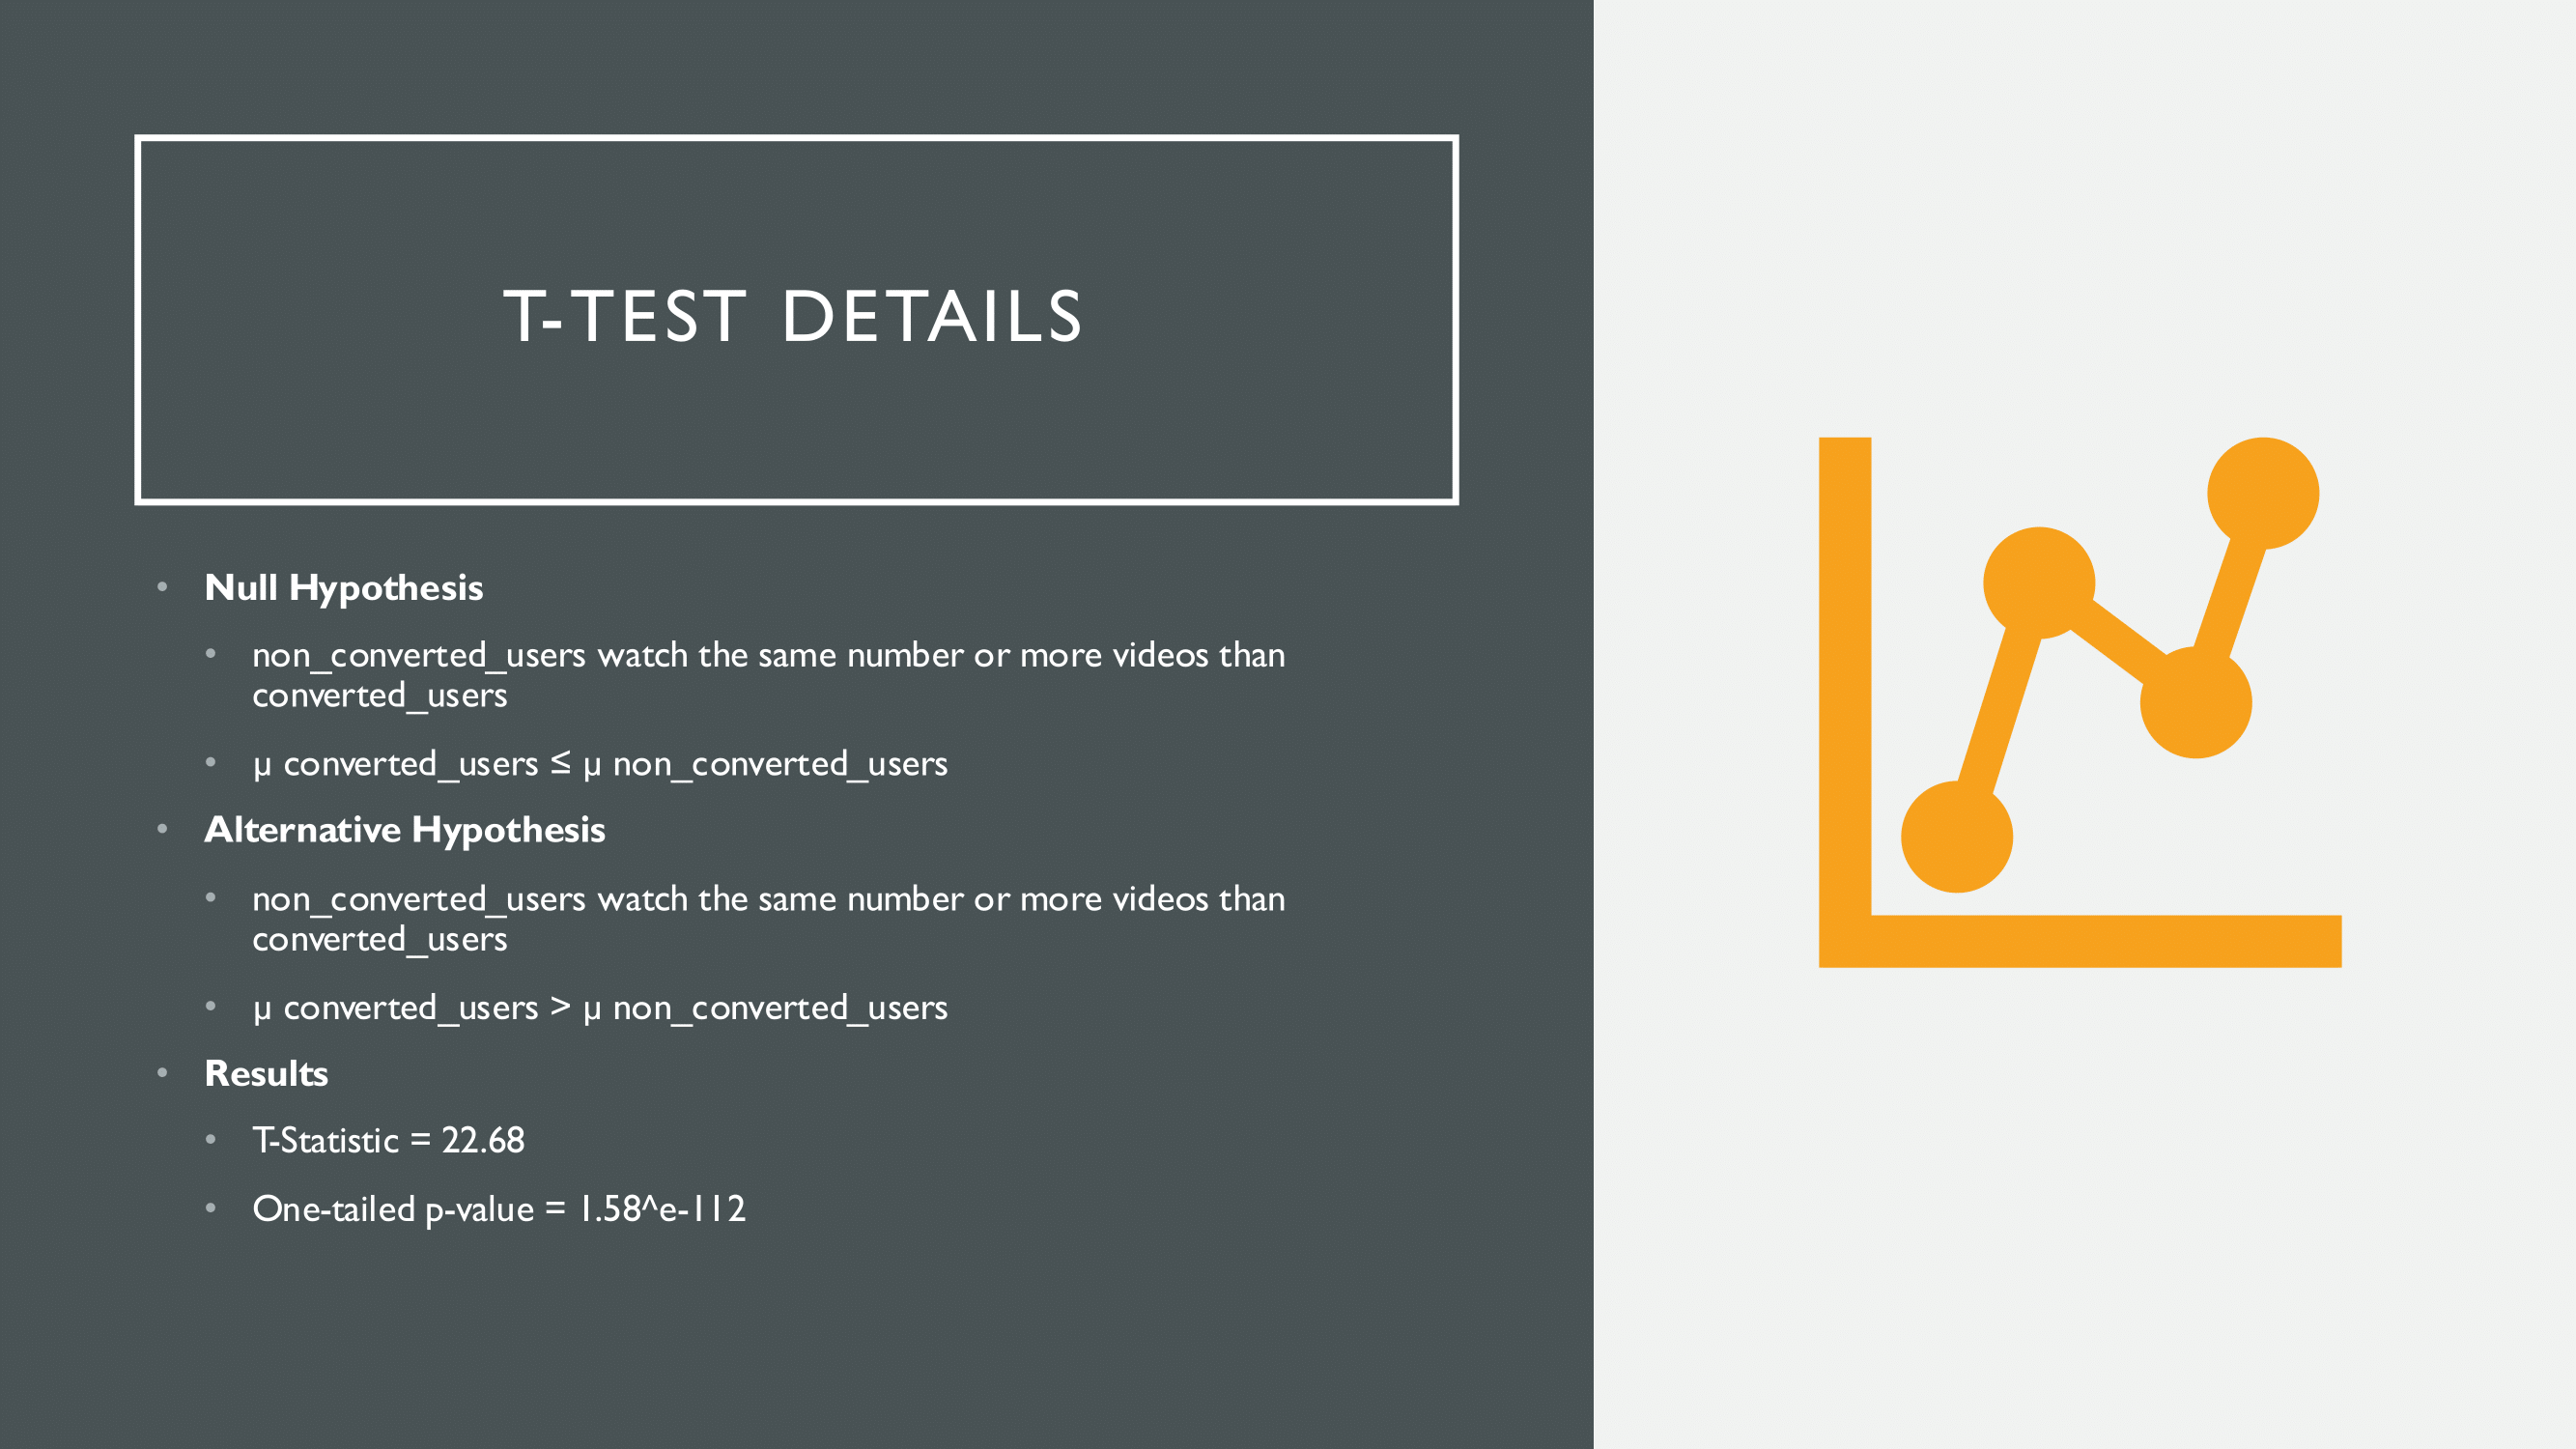 T-TEST DETAILS
• Null Hypothesis
• non_converted_users watch the same number or more videos than
converted_users
• μ converted_users ≤ μ non_converted_users
• Alternative Hypothesis
• non_converted_users watch the same number or more videos than
converted_users
• μ converted_users > μ non_converted_users
• Results
• T-Statistic = 22.68
• One-tailed p-value = 1.58^e-112